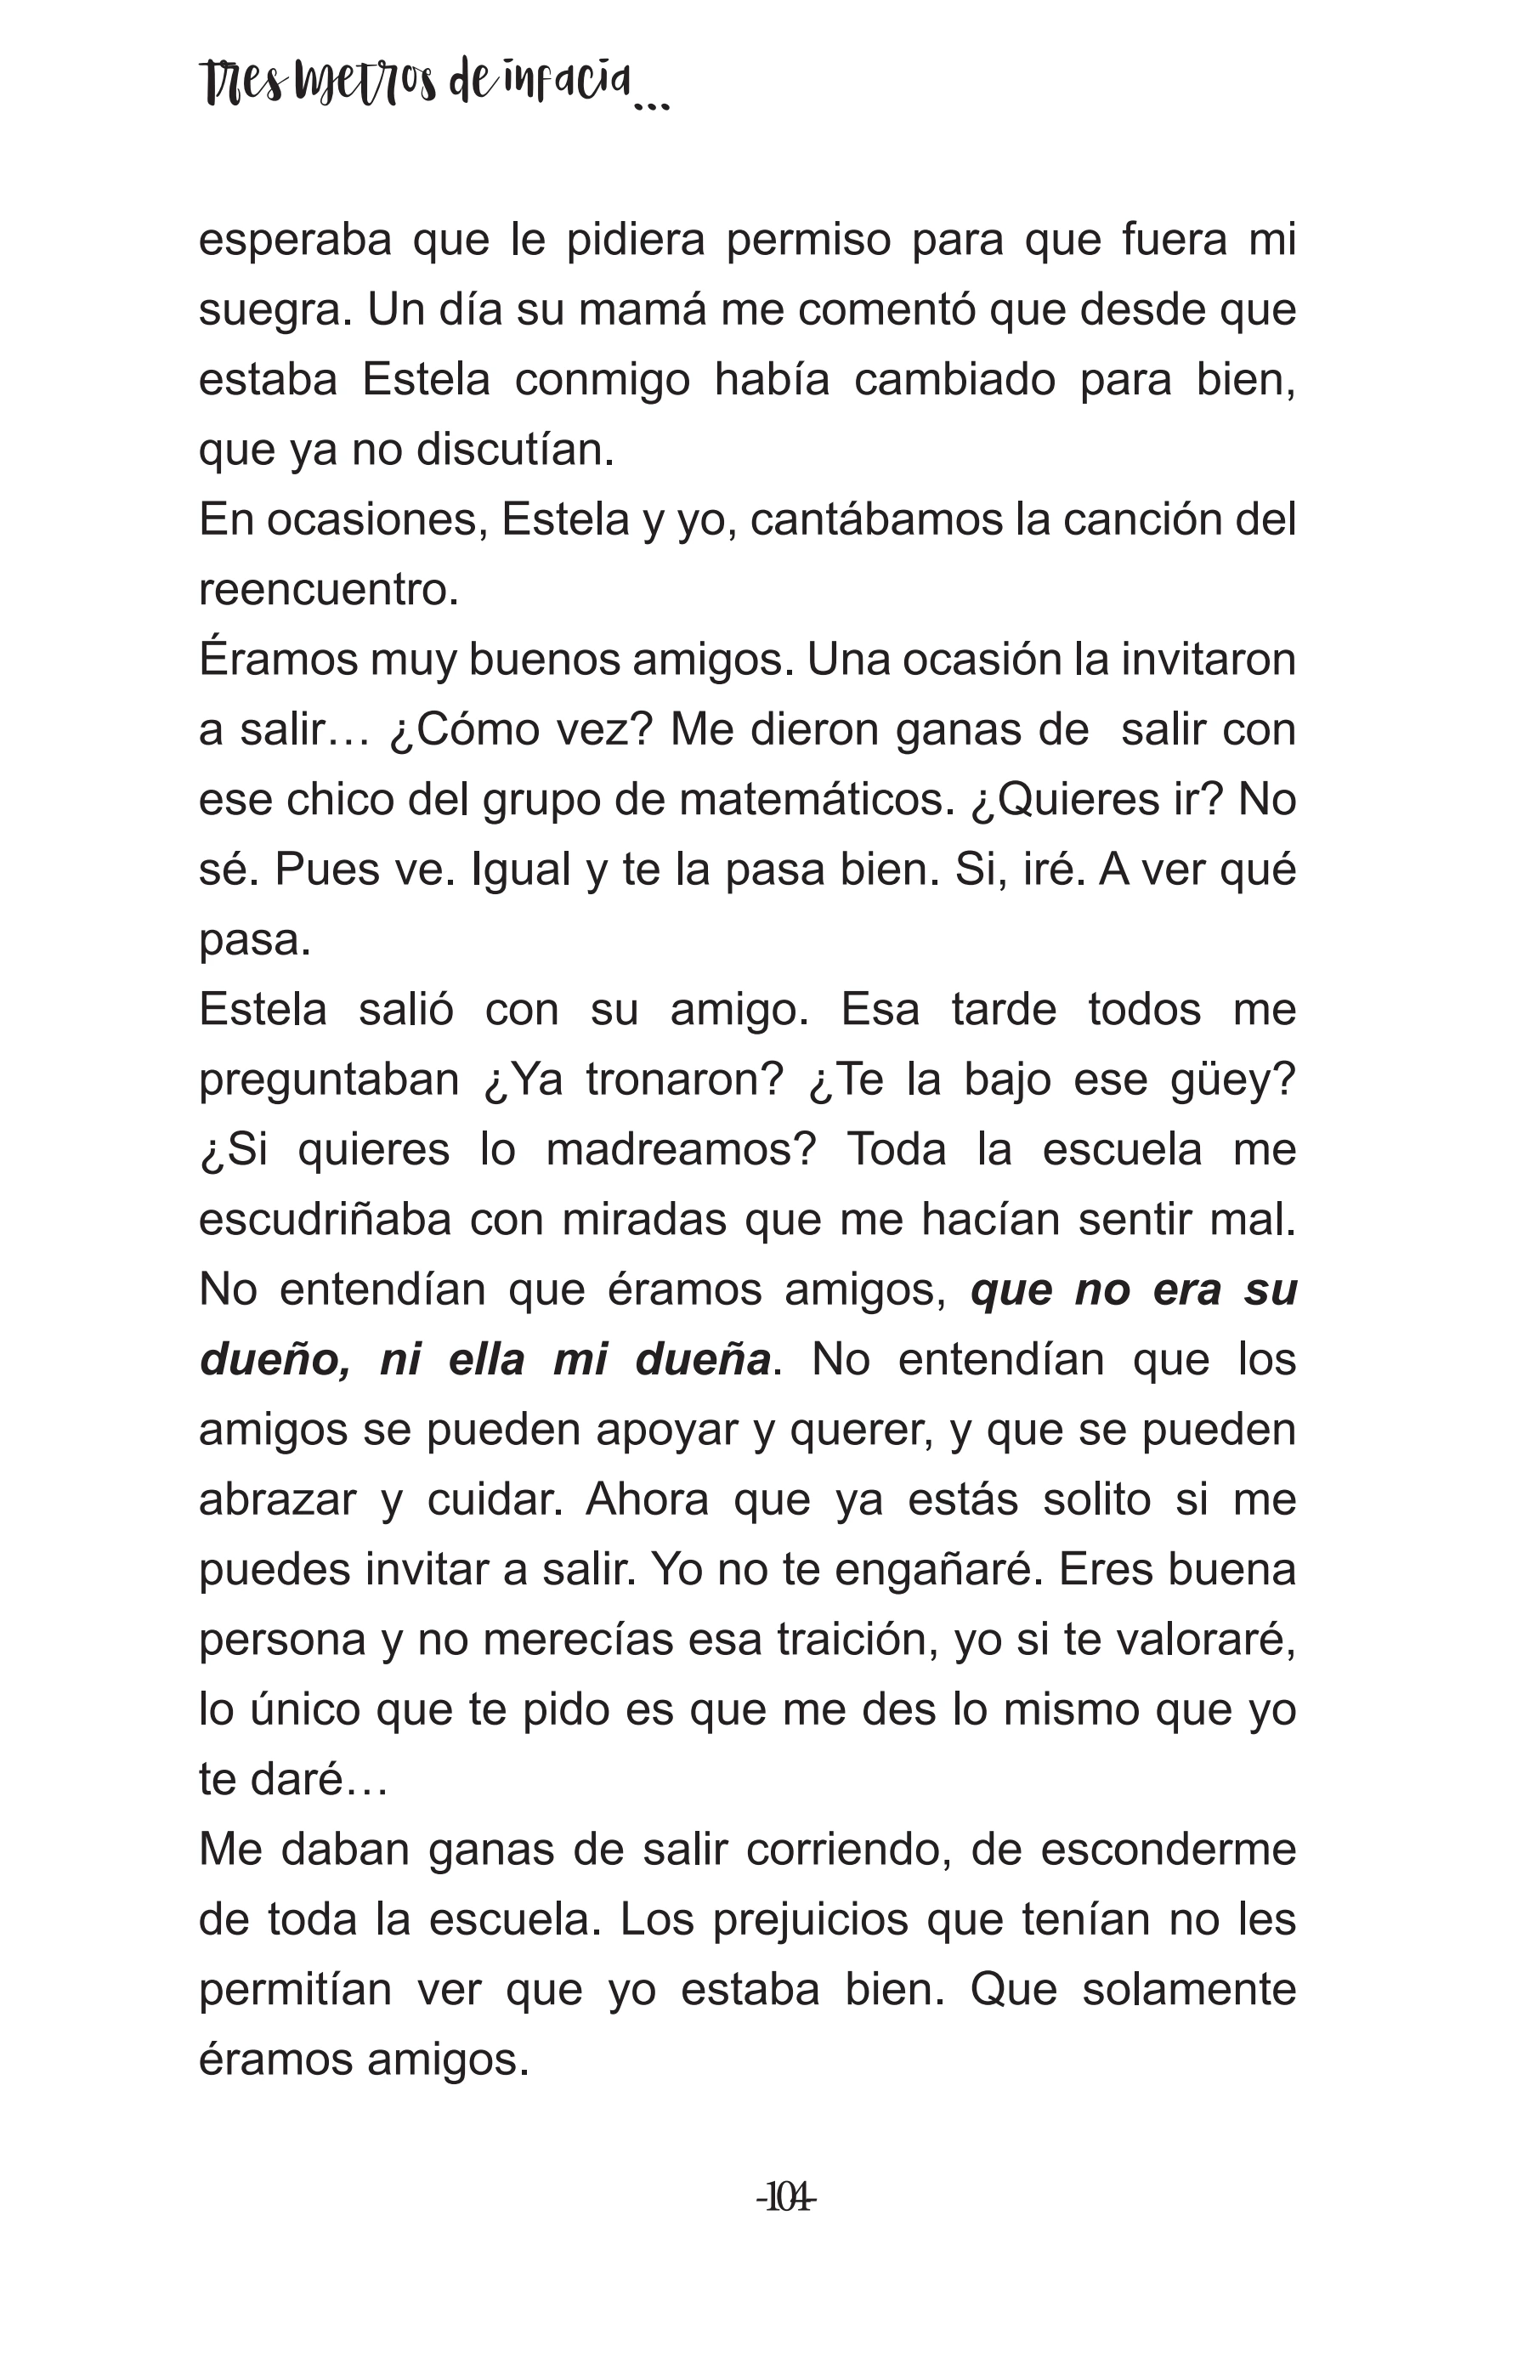 Tres metros de infacia...
esperaba que le pidiera permiso para que fuera mi
suegra. Un día su mamá me comentó que desde que
estaba Estela conmigo había cambiado para bien,
que ya no discutían.
En ocasiones, Estela y yo, cantábamos la canción del
reencuentro.
Éramos muy buenos amigos. Una ocasión la invitaron
a salir… ¿Cómo vez? Me dieron ganas de  salir con
ese chico del grupo de matemáticos. ¿Quieres ir? No
sé. Pues ve. Igual y te la pasa bien. Si, iré. A ver qué
pasa.
Estela salió con su amigo. Esa tarde todos me
preguntaban ¿Ya tronaron? ¿Te la bajo ese güey?
¿Si quieres lo madreamos? Toda la escuela me
escudriñaba con miradas que me hacían sentir mal.
No entendían que éramos amigos, que no era su
dueño, ni ella mi dueña. No entendían que los
amigos se pueden apoyar y querer, y que se pueden
abrazar y cuidar. Ahora que ya estás solito si me
puedes invitar a salir. Yo no te engañaré. Eres buena
persona y no merecías esa traición, yo si te valoraré,
lo único que te pido es que me des lo mismo que yo
te daré…
Me daban ganas de salir corriendo, de esconderme
de toda la escuela. Los prejuicios que tenían no les
permitían ver que yo estaba bien. Que solamente
éramos amigos.
-104-